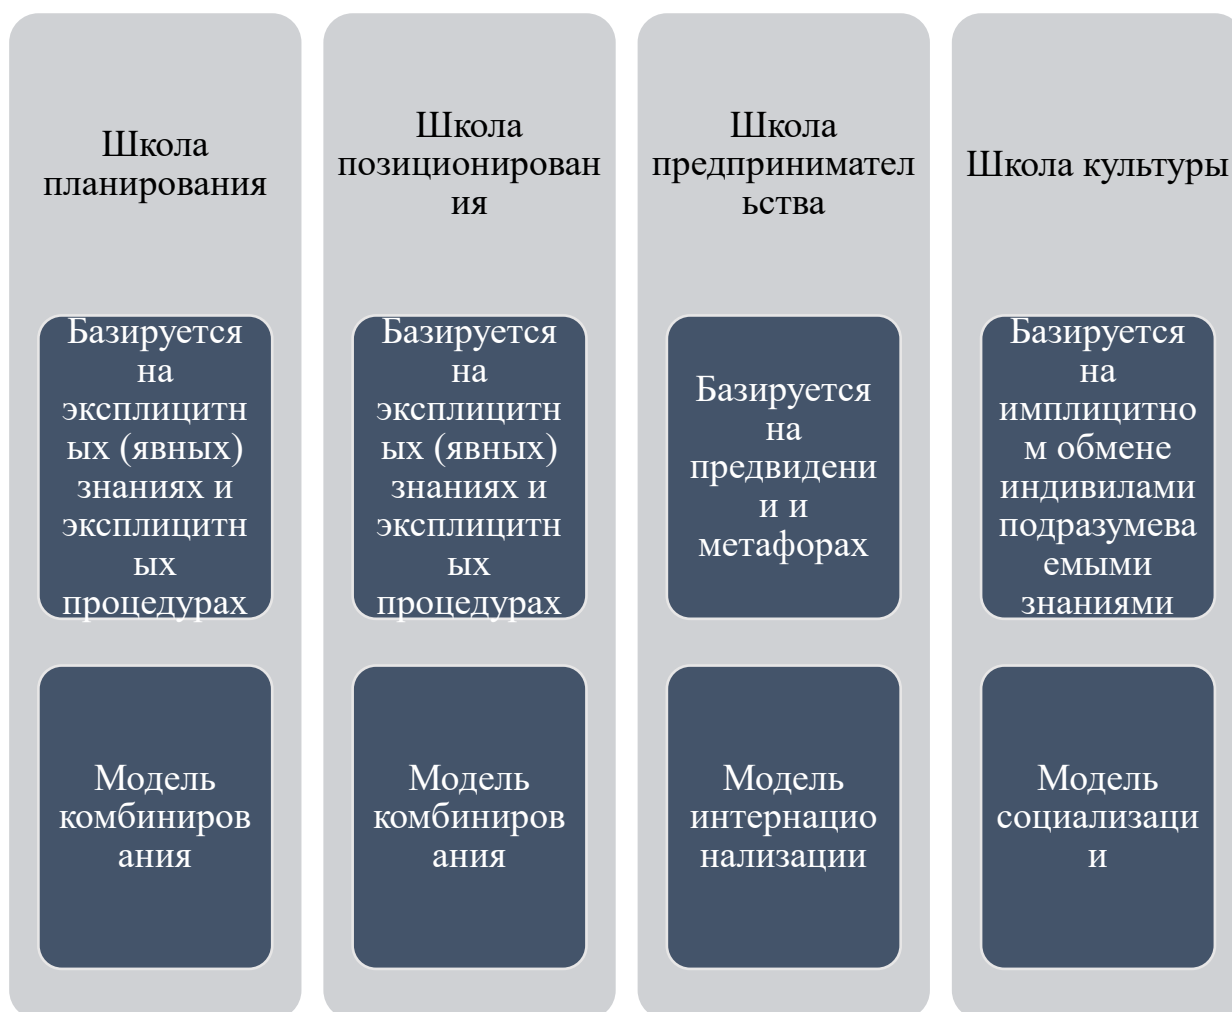 Школа
планирования
Базируется
на
эксплицитн
ых (явных)
знаниях и
эксплицитн
ых
процедурах
Модель
комбиниров
ания
Школа
позиционирован
ия
Базируется
на
эксплицитн
ых (явных)
знаниях и
эксплицитн
ых
процедурах
Модель
комбиниров
ания
Школа
предпринимател
ьства
Базируется
на
предвидени
и и
метафорах
Модель
интернацио
нализации
Школа культуры
Базируется
на
имплицитно
м обмене
индивилами
подразумева
емыми
знаниями
Модель
социализаци
и